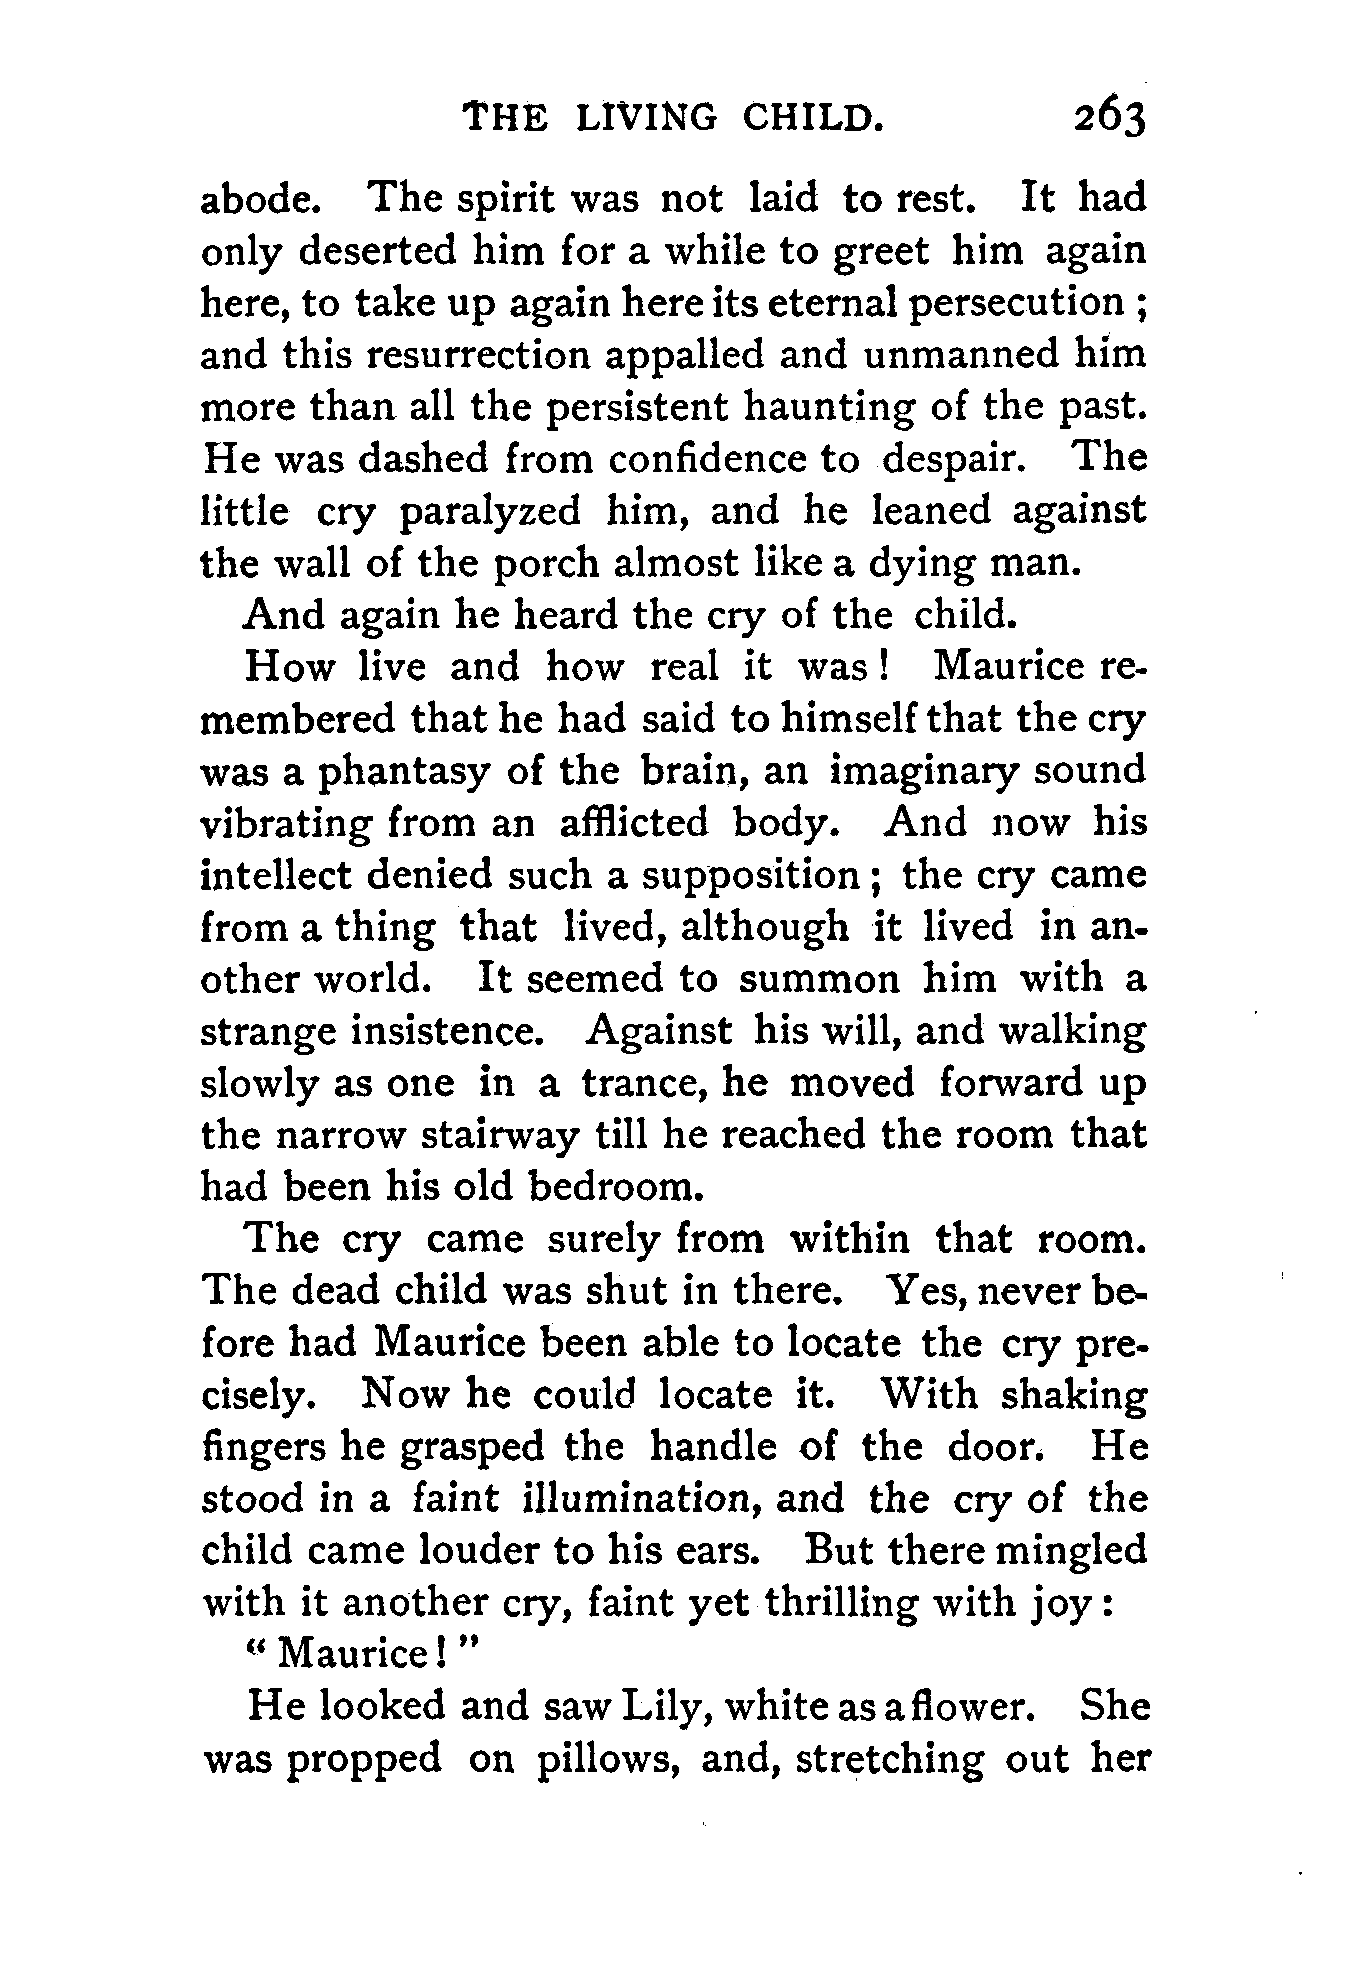 THE LIVING CHILD. 263
abode. The spirit was not laid to rest. It had
only deserted him for a while to greet him again
here, to take up again here its eternal persecution ;
and this resurrection appalled and unmanned him
more than all the persistent haunting of the past.
He was dashed from confidence to despair. The
little cry paralyzed him, and he leaned against
the wall of the porch almost like a dying man.
And again he heard the cry of the child.
How live and how real it was ! Maurice re-
membered that he had said to himself that the cry
was a phantasy of the brain, an imaginary sound
vibrating from an afflicted body. And now his
intellect denied such a supposition ; the cry came
from a thing that lived, although it lived in an-
other world. It seemed to summon him with a
strange insistence. Against his will, and walking
slowly as one in a trance, he moved forward up
the narrow stairway till he reached the room that
had been his old bedroom.
The cry came surely from within that room.
The dead child was shut in there. Yes, never be-
fore had Maurice been able to locate the cry pre-
cisely. Now he could locate it. With shaking
fingers he grasped the handle of the door. He
stood in a faint illumination, and the cry of the
child came louder to his ears. But there mingled
with it another cry, faint yet thrilling with joy :
“ Maurice ! ”
He looked and saw Lily, white as a flower. She
was propped on pillows, and, stretching out her